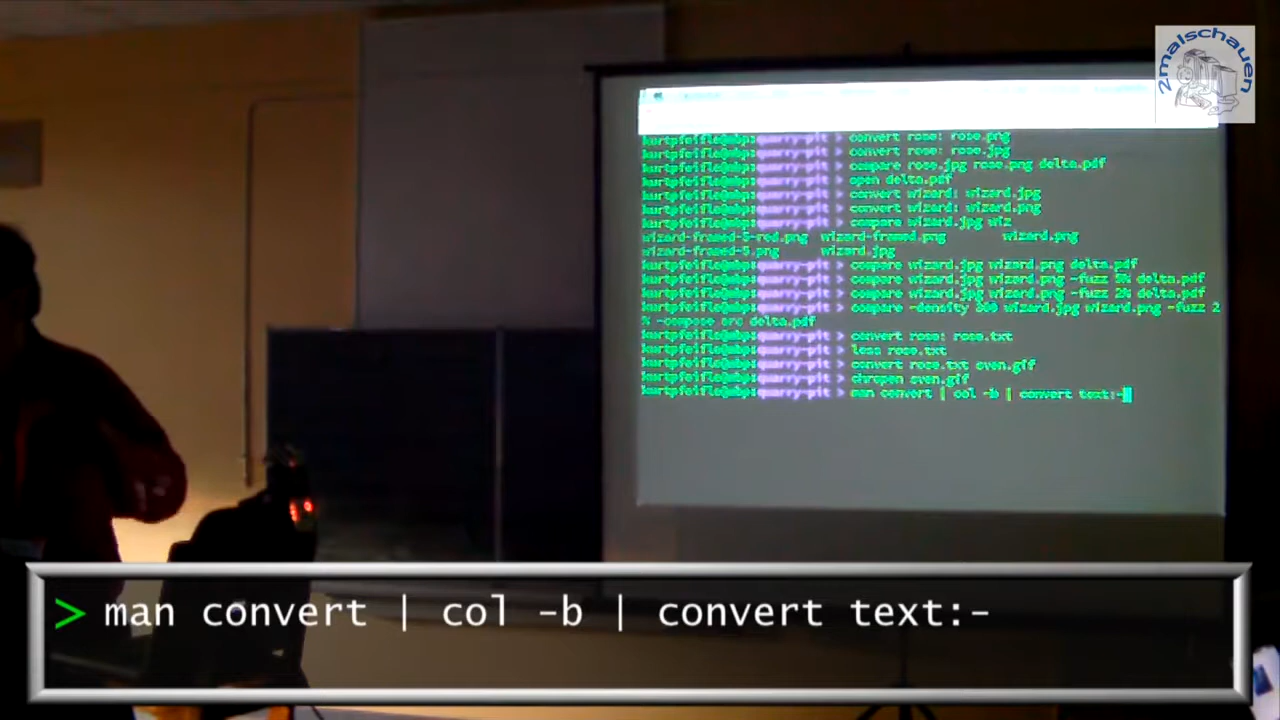 2malschauen
kurtpfeifle@mbp:quarry-pit > convert rose: rose.png
kurtpfeifle@mbp:quarry-pit > convert rose: rose.jpg
kurtpfeifle@mbp:quarry-pit > compare rose.jpg rose.png delta.pdf
kurtpfeifle@mbp:quarry-pit > open delta.pdf
kurtpfeifle@mbp:quarry-pit > convert wizard: wizard.jpg
kurtpfeifle@mbp:quarry-pit > convert wizard: wizard.png
kurtpfeifle@mbp:quarry-pit > compare wizard.jpg wiz
wizard-framed-5-red.png wizard-framed.png wizard.png
wizard-framed-5.png wizard.jpg
kurtpfeifle@mbp:quarry-pit > compare wizard.jpg wizard.png delta.pdf
kurtpfeifle@mbp:quarry-pit > compare wizard.jpg wizard.png -fuzz 5% delta.pdf
kurtpfeifle@mbp:quarry-pit > compare wizard.jpg wizard.png -fuzz 2% delta.pdf
kurtpfeifle@mbp:quarry-pit > compare -density wizard.jpg wizard.png -fuzz 2
% -compose src delta.pdf
kurtpfeifle@mbp:quarry-pit > convert rose: rose.txt
kurtpfeifle@mbp:quarry-pit > less rose.txt
kurtpfeifle@mbp:quarry-pit > convert rose.txt sven.gif
kurtpfeifle@mbp:quarry-pit > chropen sven.gif
kurtpfeifle@mbp:quarry-pit > man convert | col -b | convert text:-
> man convert | col -b | convert text:-